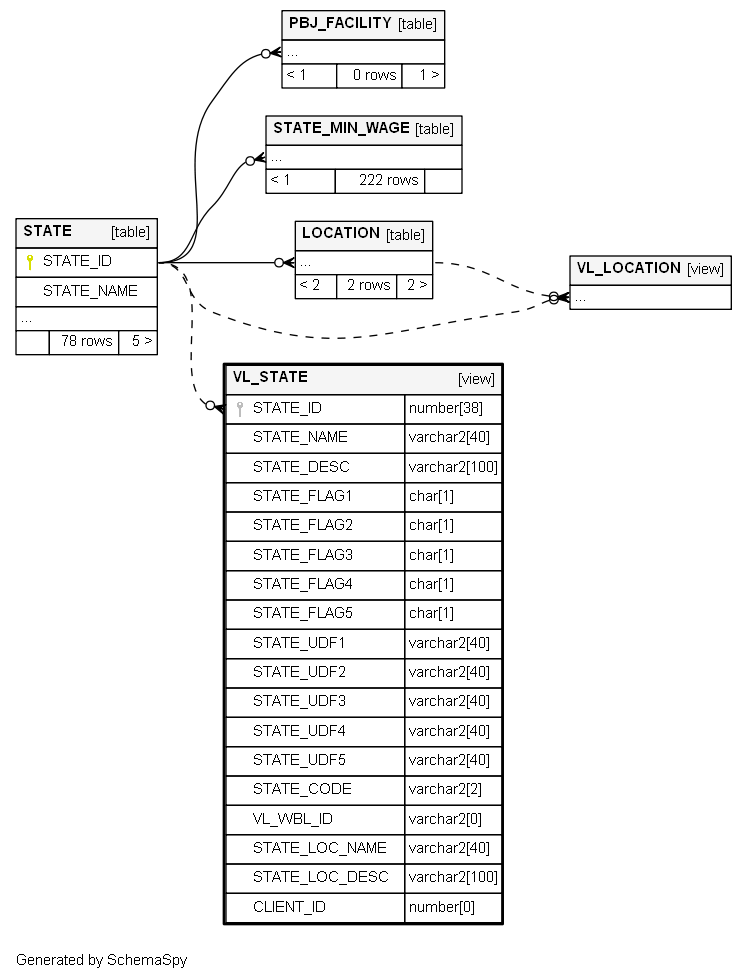 PBJ_FACILITY [table]
...
< 1 0 rows 1 >
STATE_MIN_WAGE [table]
...
< 1 222 rows
STATE [table]
STATE_ID
STATE_NAME
...
78 rows 5 >
LOCATION [table]
...
< 2 2 rows 2 >
VL_LOCATION [view]
...
VL_STATE [view]
STATE_ID number[38]
STATE_NAME varchar2[40]
STATE_DESC varchar2[100]
STATE_FLAG1 char[1]
STATE_FLAG2 char[1]
STATE_FLAG3 char[1]
STATE_FLAG4 char[1]
STATE_FLAG5 char[1]
STATE_UDF1 varchar2[40]
STATE_UDF2 varchar2[40]
STATE_UDF3 varchar2[40]
STATE_UDF4 varchar2[40]
STATE_UDF5 varchar2[40]
STATE_CODE varchar2[2]
VL_WBL_ID varchar2[0]
STATE_LOC_NAME varchar2[40]
STATE_LOC_DESC varchar2[100]
CLIENT_ID number[0]
Generated by SchemaSpy